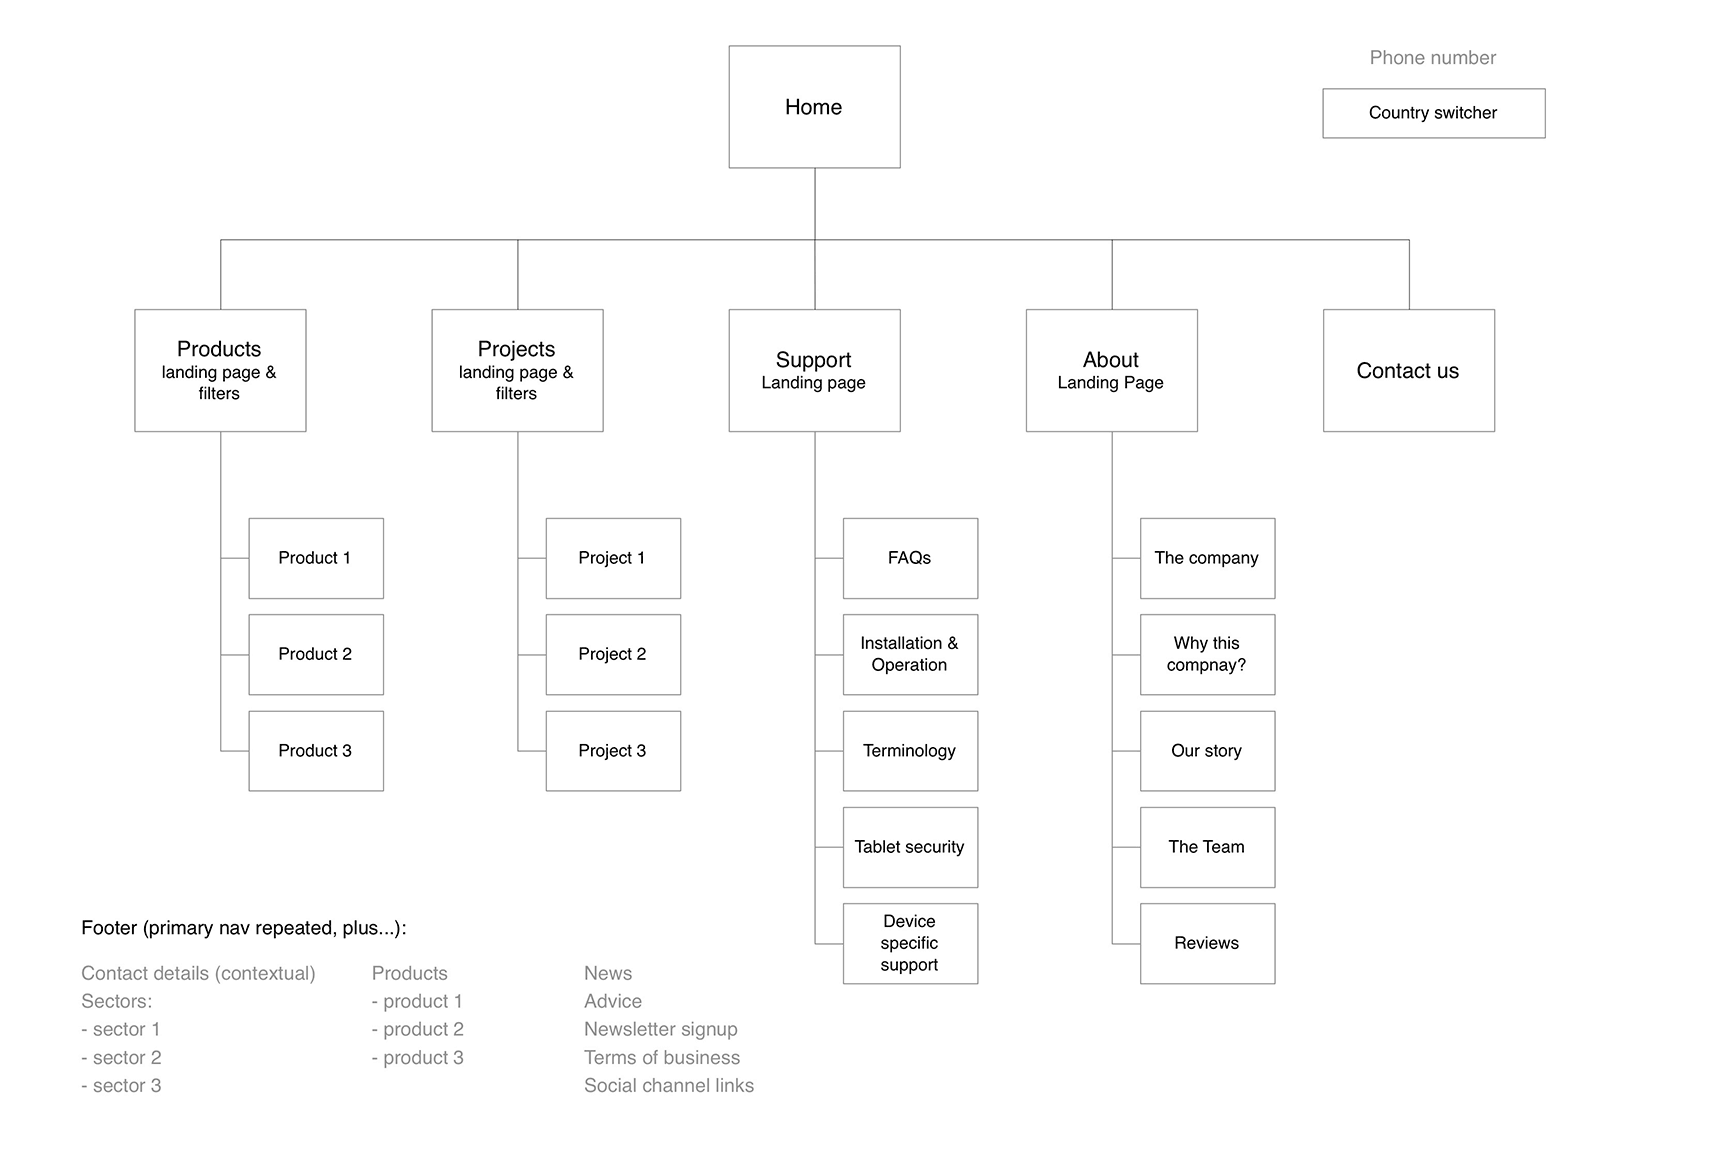 Home
Phone number
Country switcher
Products
landing page &
filters
Projects
landing page &
filters
Support
Landing page
About
Landing Page
Contact us
Product 1
Product 2
Product 3
Project 1
Project 2
Project 3
FAQs
Installation &
Operation
Terminology
Tablet security
Device
specific
support
The company
Why this
compnay?
Our story
The Team
Reviews
Footer (primary nav repeated, plus...):
Contact details (contextual)
Sectors:
- sector 1
- sector 2
- sector 3
Products
- product 1
- product 2
- product 3
News
Advice
Newsletter signup
Terms of business
Social channel links